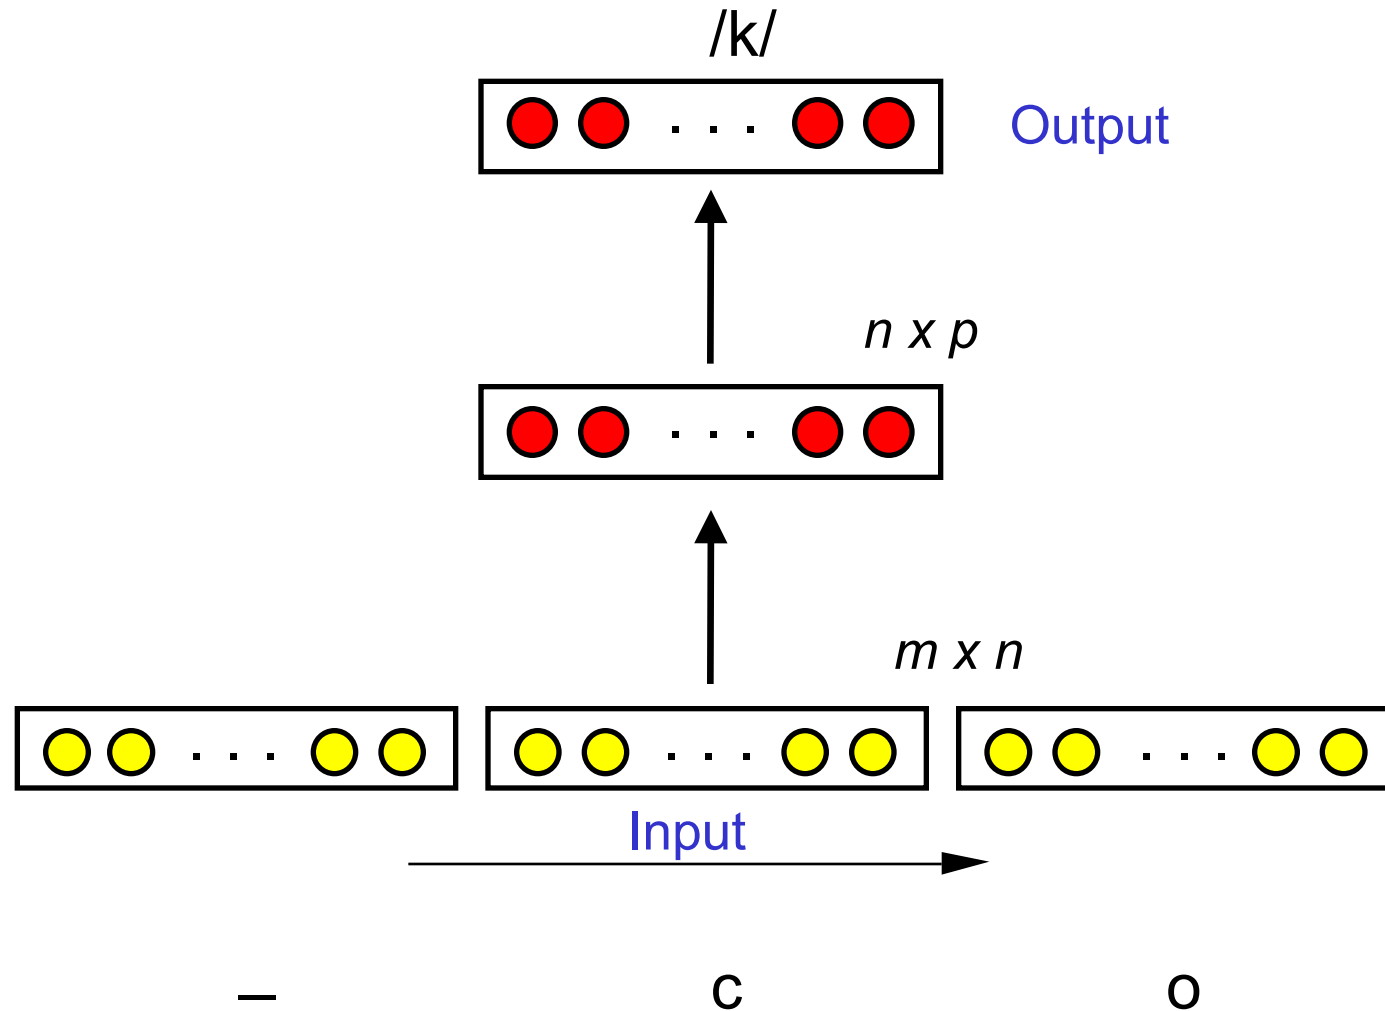 /k/
. . . Output
n x p
. . .
m x n
. . . . . . . . .
Input
_ c o